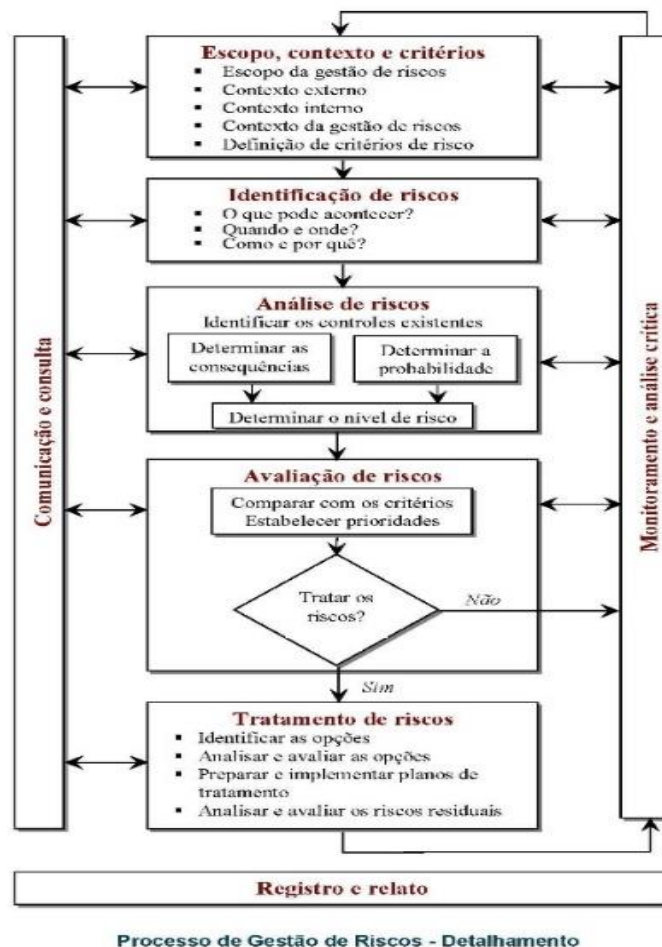 Escopo, contexto e critérios
▪ Escopo da gestão de riscos
▪ Contexto externo
▪ Contexto interno
▪ Contexto da gestão de riscos
▪ Definição de critérios de risco
Identificação de riscos
▪ O que pode acontecer?
▪ Quando e onde?
▪ Como e por quê?
Análise de riscos
Identificar os controles existentes
Determinar as
consequências
Determinar a
probabilidade
Determinar o nível de risco
Avaliação de riscos
Comparar com os critérios
Estabelecer prioridades
Tratar os
riscos?
Não
Sim
Tratamento de riscos
▪ Identificar as opções
▪ Analisar e avaliar as opções
▪ Preparar e implementar planos de
tratamento
▪ Analisar e avaliar os riscos residuais
Comunicação e consulta
Monitoramento e análise crítica
Registro e relato
Processo de Gestão de Riscos - Detalhamento